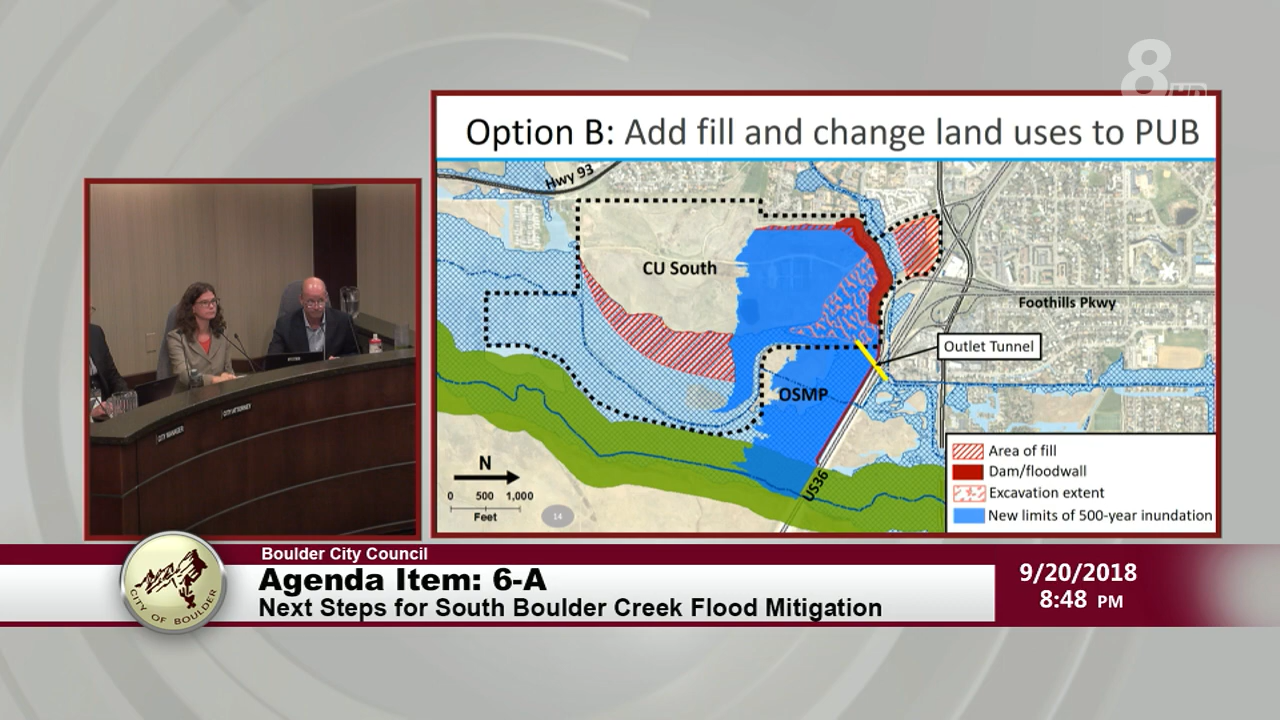 8
HD
Option B: Add fill and change land uses to PUB
Hwy 93
CU South
Foothills Pkwy
Outlet Tunnel
OSMP
US36
N
0 500 1,000
Feet
14
Area of fill
Dam/floodwall
Excavation extent
New limits of 500-year inundation
CITY MANAGER
CITY ATTORNEY
CITY OF BOULDER
Boulder City Council
Agenda Item: 6-A
Next Steps for South Boulder Creek Flood Mitigation
9/20/2018
8:48 PM